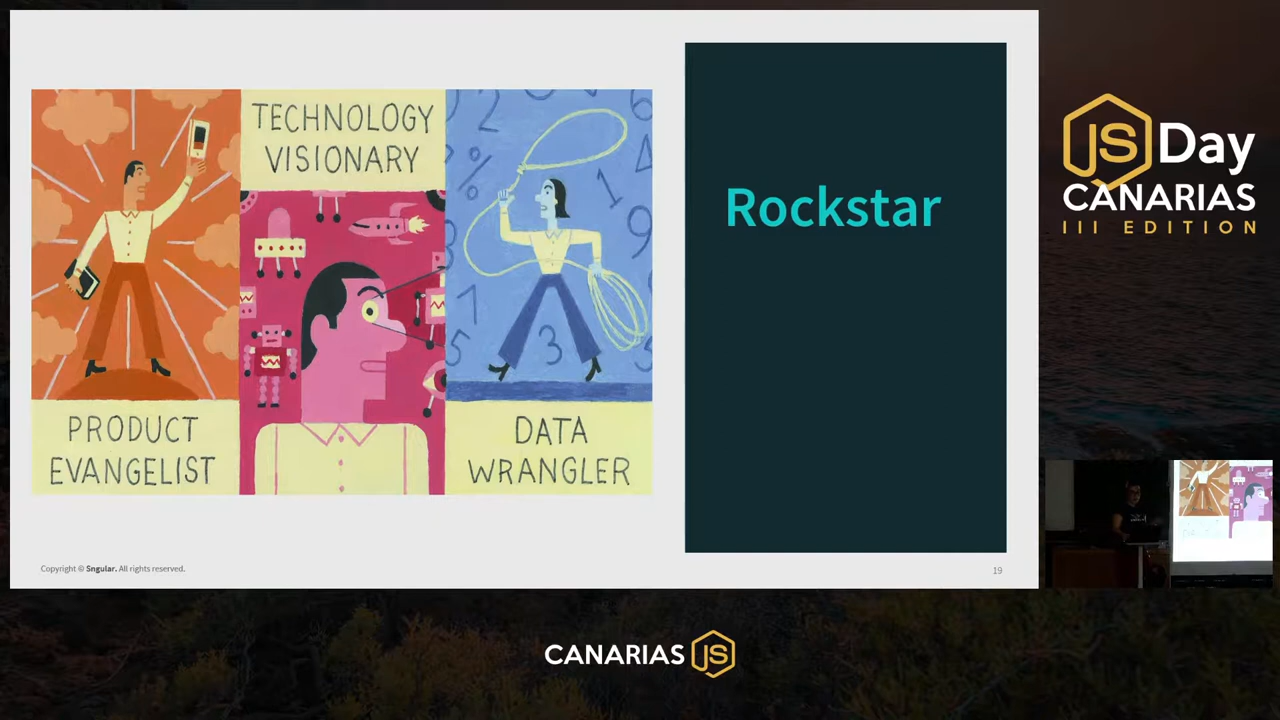 TECHNOLOGY
VISIONARY
PRODUCT
EVANGELIST
DATA
WRANGLER
Rockstar
Copyright © Sngular. All rights reserved.
19
JS Day
CANARIAS
III EDITION
CANARIAS JS